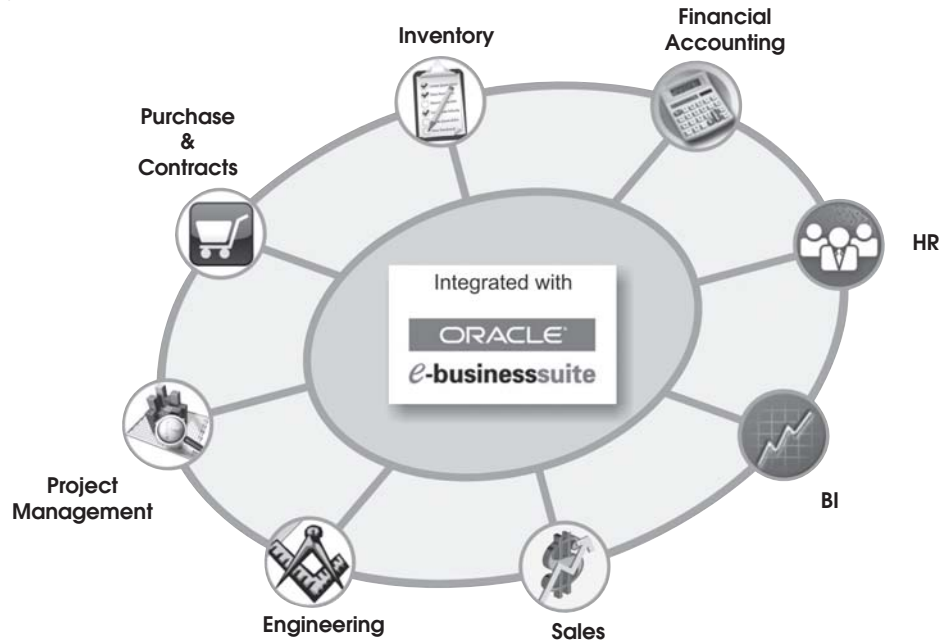 Inventory
Financial
Accounting
Purchase
&
Contracts
HR
Integrated with
ORACLE
e-businesssuite
Project
Management
BI
Engineering
Sales